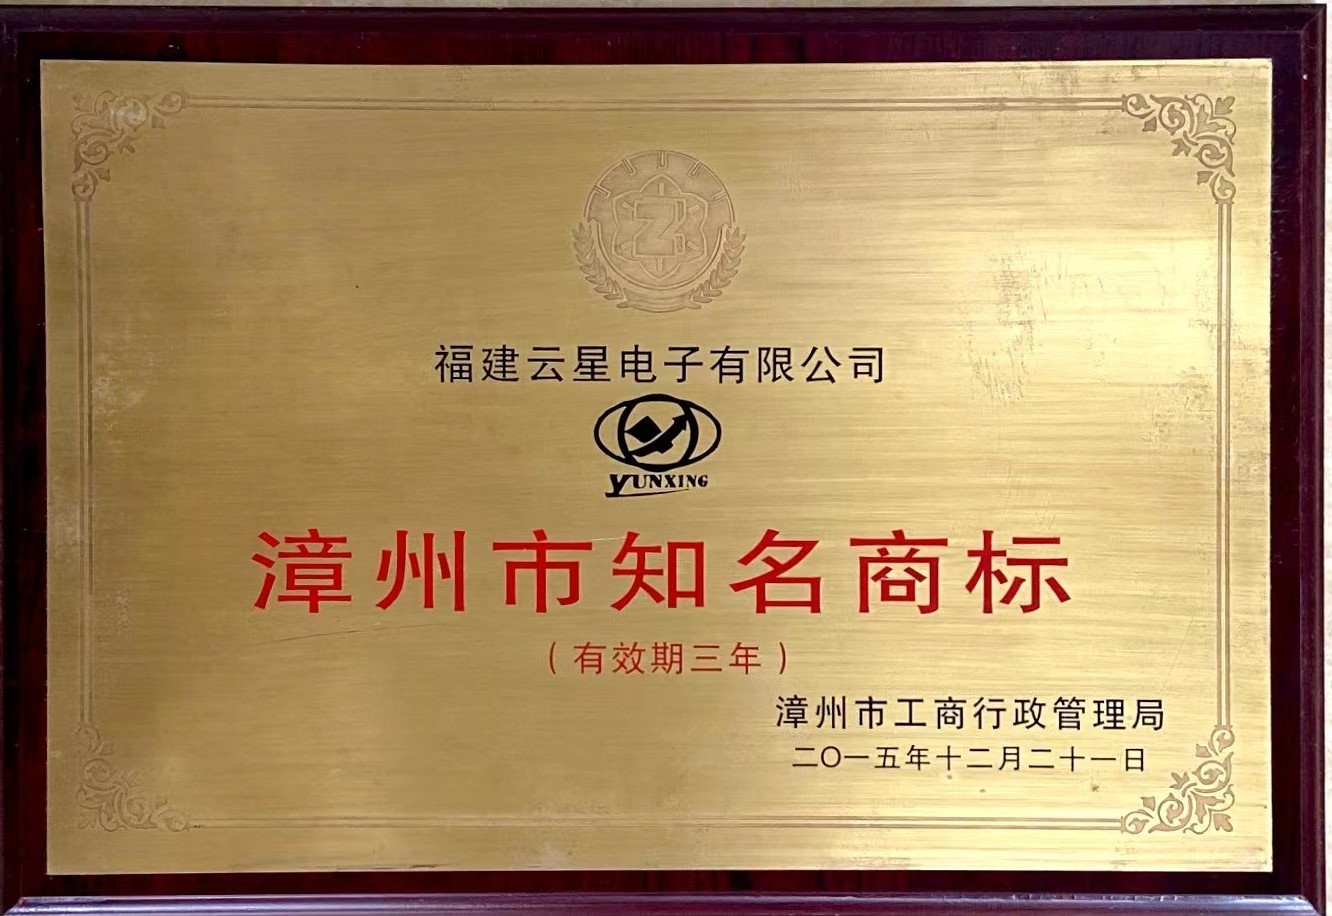 福建云星电子有限公司
YUNXING
漳州市知名商标
（有效期三年）
漳州市工商行政管理局
二〇一五年十二月二十一日